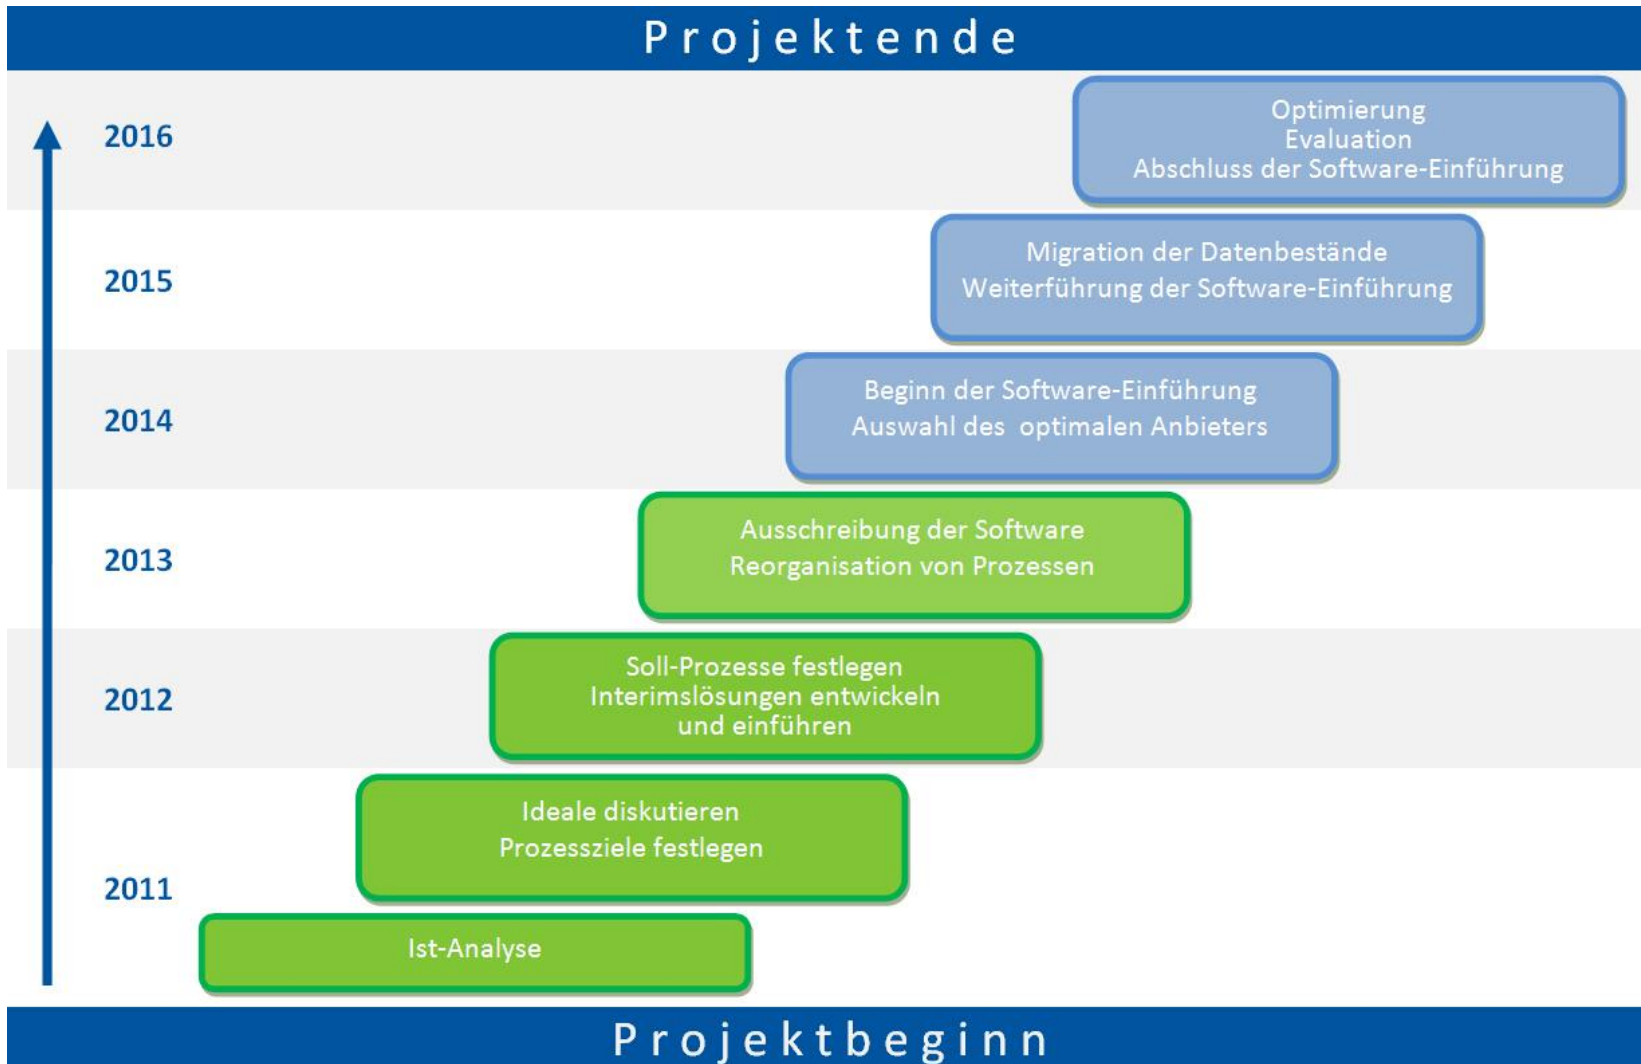 Projektende
2016
Optimierung
Evaluation
Abschluss der Software-Einführung
2015
Migration der Datenbestände
Weiterführung der Software-Einführung
2014
Beginn der Software-Einführung
Auswahl des optimalen Anbieters
2013
Ausschreibung der Software
Reorganisation von Prozessen
2012
Soll-Prozesse festlegen
Interimslösungen entwickeln
und einführen
2011
Ideale diskutieren
Prozessziele festlegen
Ist-Analyse
Projektbeginn